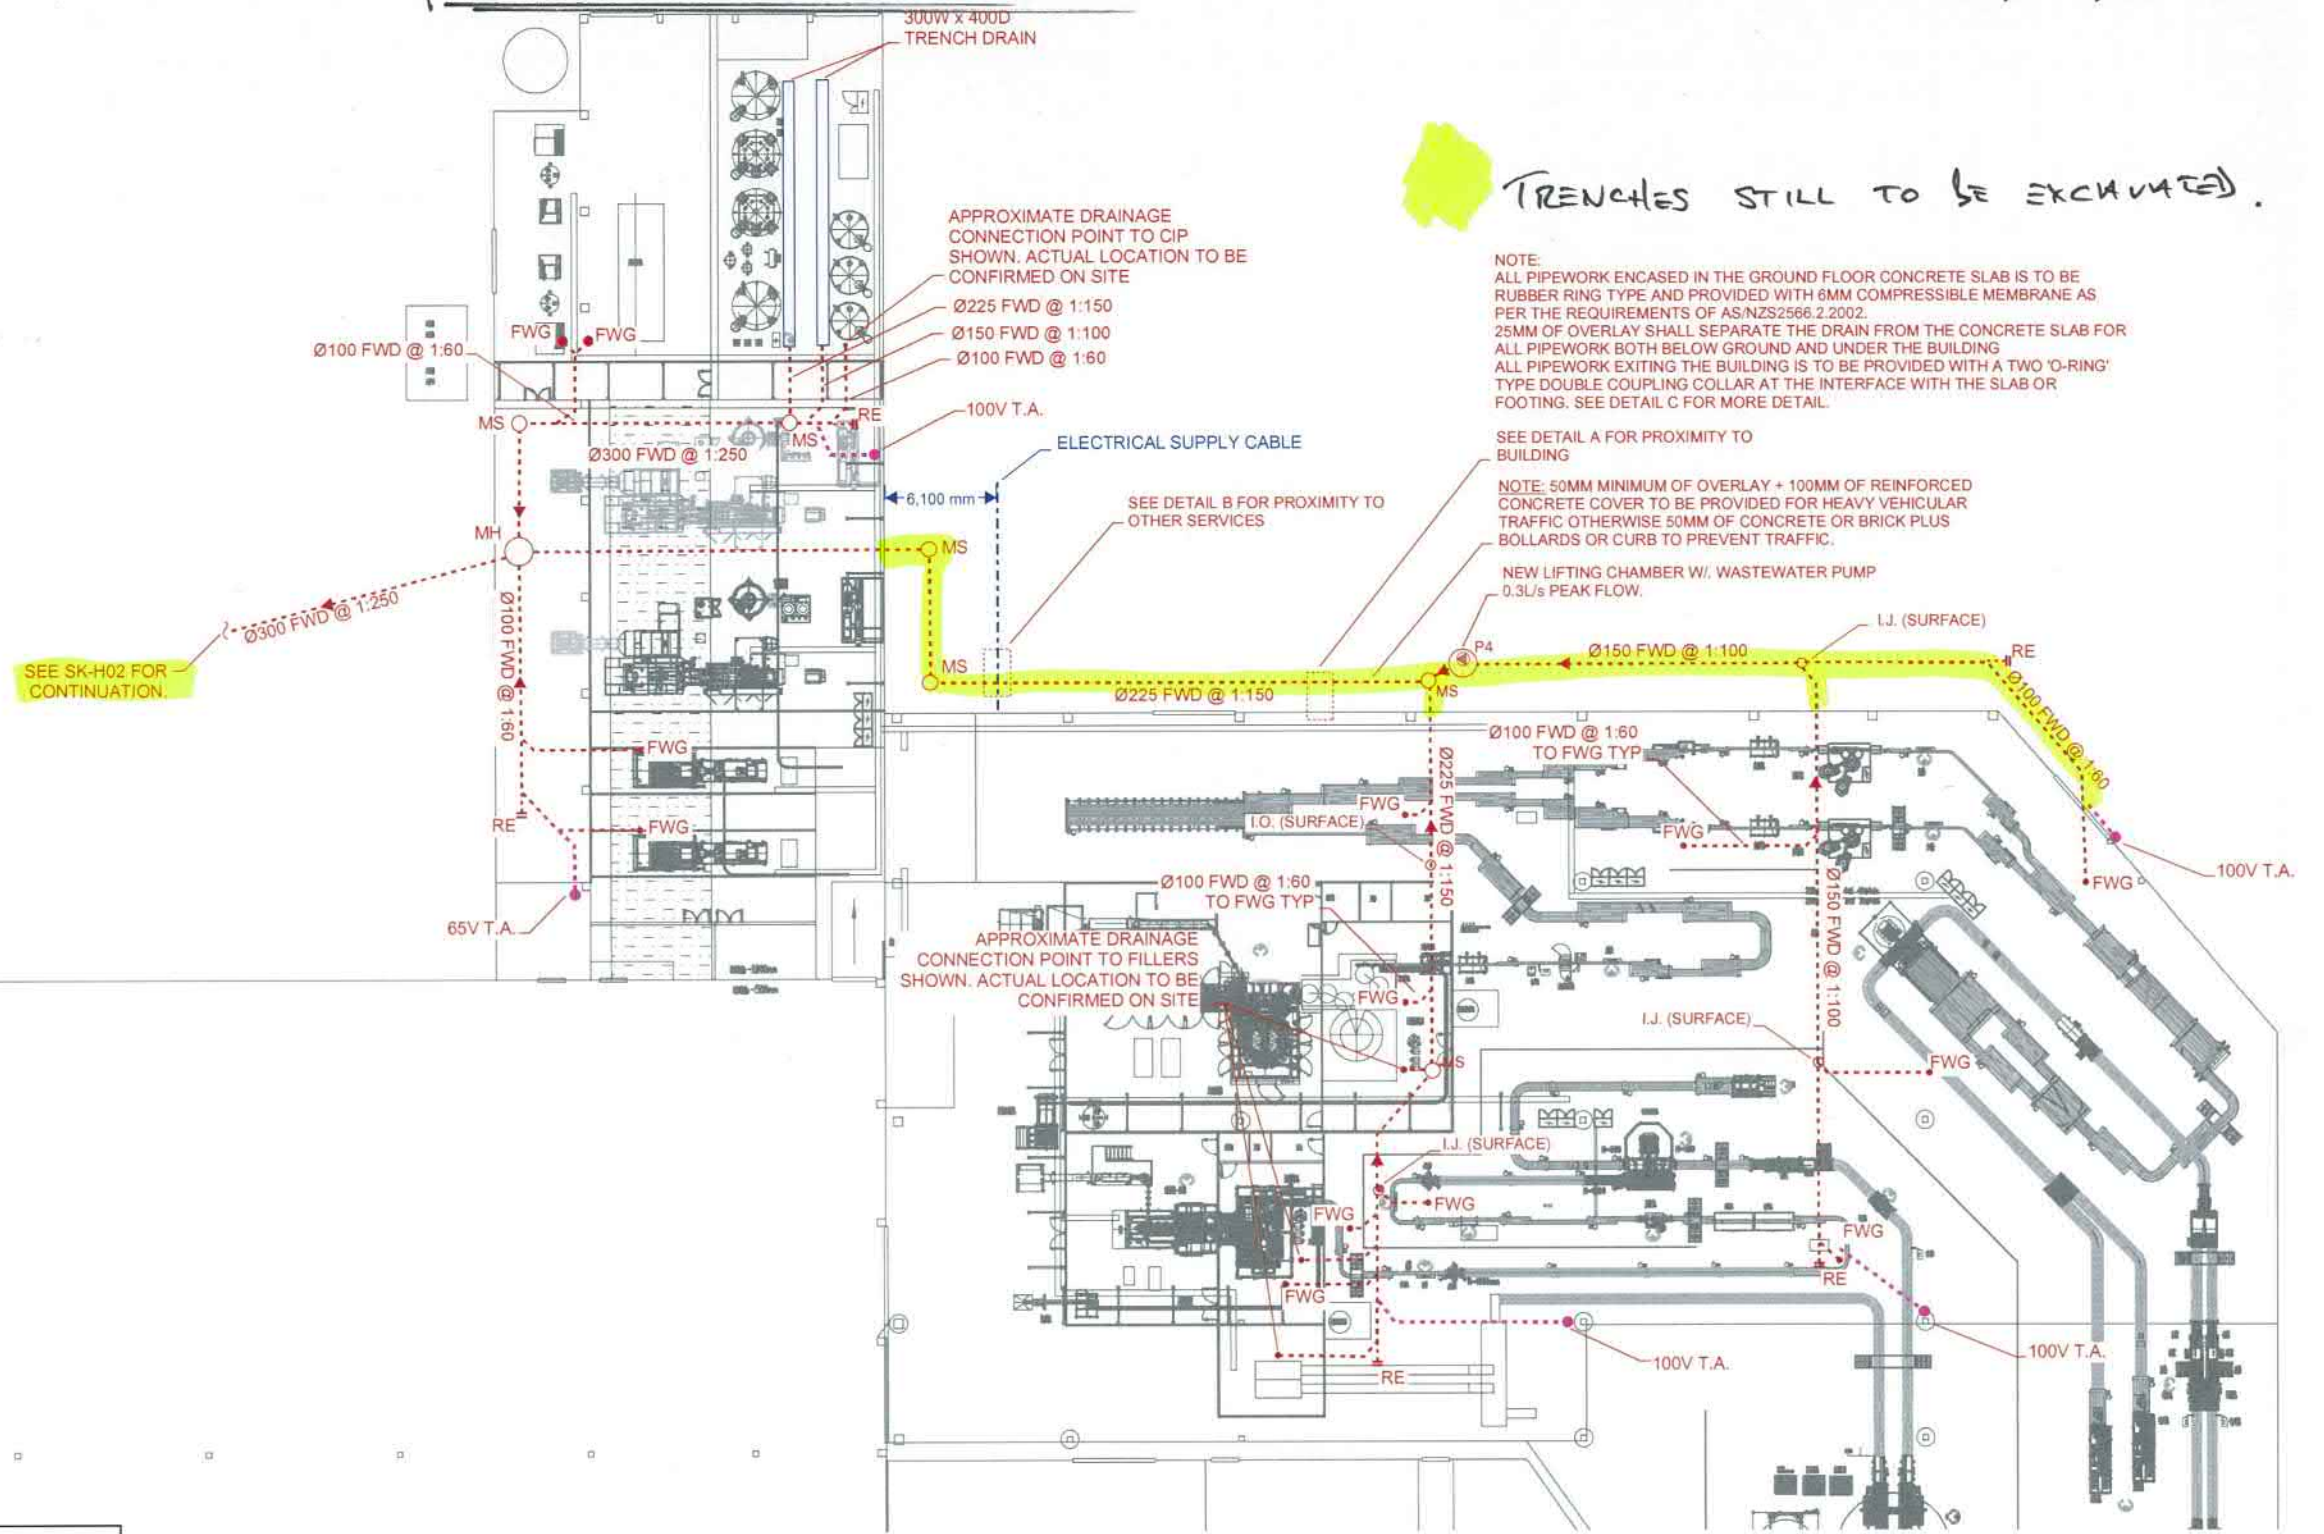 300W x 400D
TRENCH DRAIN
TRENCHES STILL TO BE EXCAVATED.
APPROXIMATE DRAINAGE
CONNECTION POINT TO CIP
SHOWN. ACTUAL LOCATION TO BE
CONFIRMED ON SITE
Ø225 FWD @ 1:150
Ø150 FWD @ 1:100
Ø100 FWD @ 1:60
NOTE:
ALL PIPEWORK ENCASED IN THE GROUND FLOOR CONCRETE SLAB IS TO BE
RUBBER RING TYPE AND PROVIDED WITH 6MM COMPRESSIBLE MEMBRANE AS
PER THE REQUIREMENTS OF AS/NZS2566.2.2002.
25MM OF OVERLAY SHALL SEPARATE THE DRAIN FROM THE CONCRETE SLAB FOR
ALL PIPEWORK BOTH BELOW GROUND AND UNDER THE BUILDING
ALL PIPEWORK EXITING THE BUILDING IS TO BE PROVIDED WITH A TWO 'O-RING'
TYPE DOUBLE COUPLING COLLAR AT THE INTERFACE WITH THE SLAB OR
FOOTING. SEE DETAIL C FOR MORE DETAIL.
FWG
FWG
Ø100 FWD @ 1:60
RE
100V T.A.
MS
MS
Ø300 FWD @ 1:250
ELECTRICAL SUPPLY CABLE
SEE DETAIL A FOR PROXIMITY TO
BUILDING
6,100 mm
SEE DETAIL B FOR PROXIMITY TO
OTHER SERVICES
NOTE: 50MM MINIMUM OF OVERLAY + 100MM OF REINFORCED
CONCRETE COVER TO BE PROVIDED FOR HEAVY VEHICULAR
TRAFFIC OTHERWISE 50MM OF CONCRETE OR BRICK PLUS
BOLLARDS OR CURB TO PREVENT TRAFFIC.
MH
MS
NEW LIFTING CHAMBER W/. WASTEWATER PUMP
0.3L/s PEAK FLOW.
Ø300 FWD @ 1:250
Ø100 FWD @ 1:60
I.J. (SURFACE)
P4
Ø150 FWD @ 1:100
RE
SEE SK-H02 FOR
CONTINUATION.
MS
Ø225 FWD @ 1:150
MS
Ø100 FWD @ 1:60
FWG
Ø100 FWD @ 1:60
TO FWG TYP
Ø225 FWD @ 1:150
FWG
I.O. (SURFACE)
RE
FWG
FWG
100V T.A.
FWG
Ø100 FWD @ 1:60
TO FWG TYP
Ø150 FWD @ 1:100
65V T.A.
APPROXIMATE DRAINAGE
CONNECTION POINT TO FILLERS
SHOWN. ACTUAL LOCATION TO BE
CONFIRMED ON SITE
FWG
I.J. (SURFACE)
MS
FWG
I.J. (SURFACE)
FWG
FWG
FWG
FWG
RE
100V T.A.
100V T.A.
RE